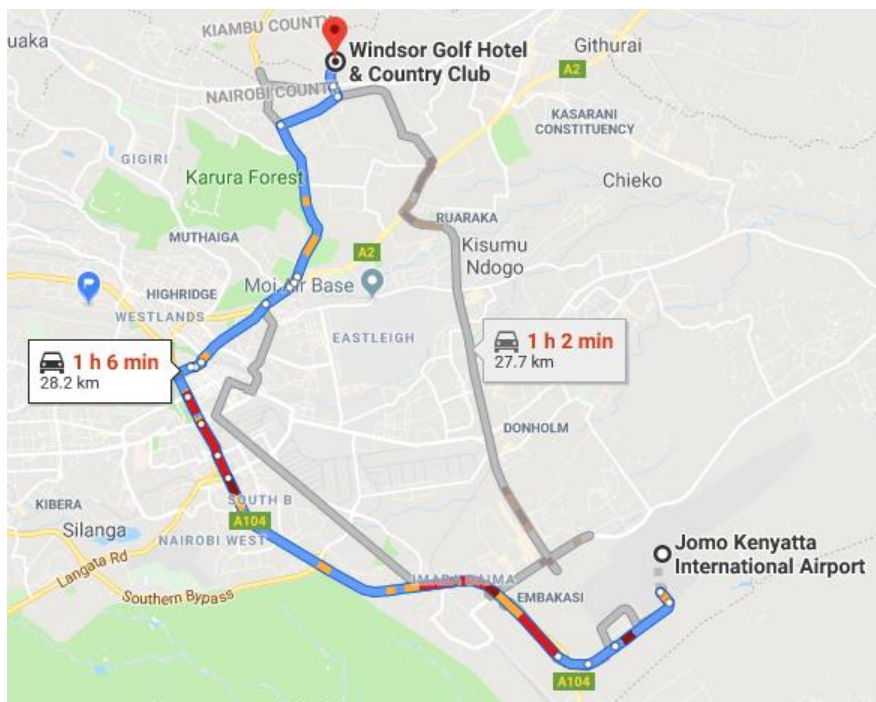 KIAMBU COUNTY
uaka
Windsor Golf Hotel
& Country Club
Githurai
A2
NAIROBI COUNT
KASARANI
CONSTITUENCY
GIGIRI
Karura Forest
Chieko
MUTHAIGA
RUARAKA
Kisumu
Ndogo
A2
Moi Air Base
HIGHRIDGE
WESTLANDS
EASTLEIGH
1 h 2 min
27.7 km
1 h 6 min
28.2 km
DONHOLM
KIBERA
SOUTH B
A104
Silanga
NAIROBI WEST
Jomo Kenyatta
International Airport
Langata Rd
IMARA DAIMA
Southern Bypass
EMBAKASI
A104